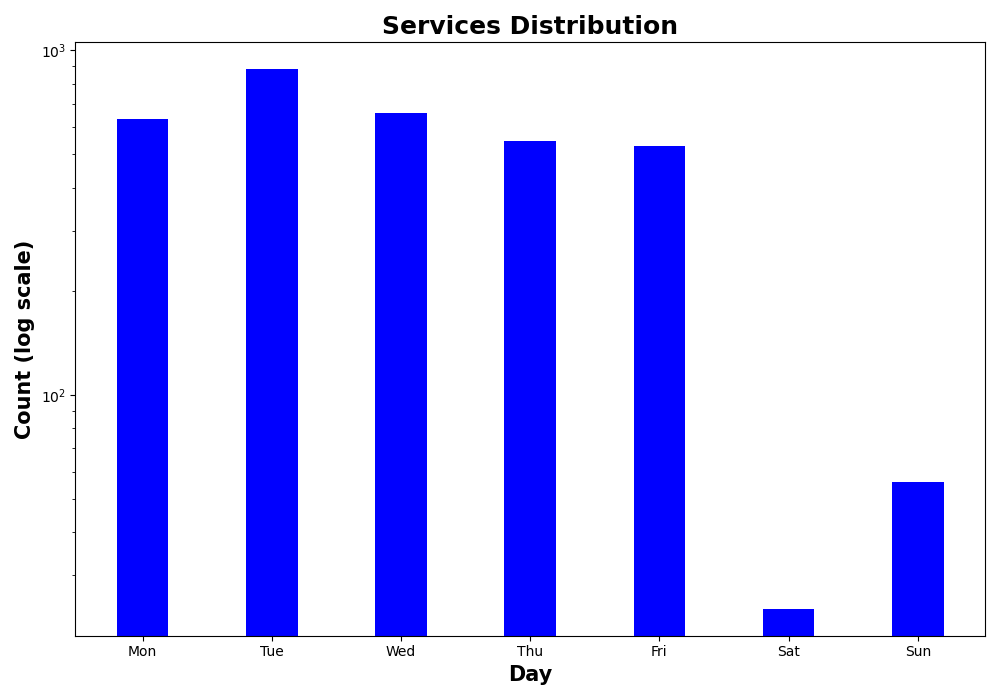 Services Distribution
Count (log scale)
10³
10²
Mon Tue Wed Thu Fri Sat Sun
Day